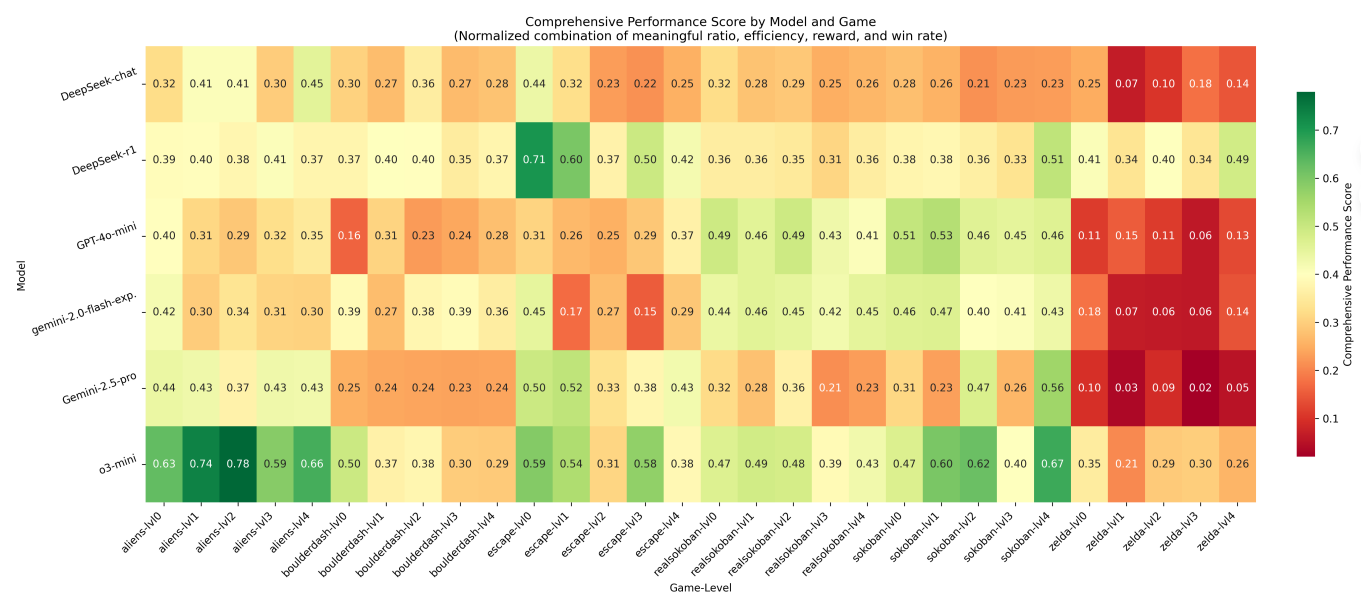 Comprehensive Performance Score by Model and Game
(Normalized combination of meaningful ratio, efficiency, reward, and win rate)
Model
DeepSeek-chat 0.32 0.41 0.41 0.30 0.45 0.30 0.27 0.36 0.27 0.28 0.44 0.32 0.23 0.22 0.25 0.32 0.28 0.29 0.25 0.26 0.28 0.26 0.21 0.23 0.23 0.25 0.07 0.10 0.18 0.14
DeepSeek-r1 0.39 0.40 0.38 0.41 0.37 0.37 0.40 0.40 0.35 0.37 0.71 0.60 0.37 0.50 0.42 0.36 0.36 0.35 0.31 0.36 0.38 0.38 0.36 0.33 0.51 0.41 0.34 0.40 0.34 0.49
GPT-4o-mini 0.40 0.31 0.29 0.32 0.35 0.16 0.31 0.23 0.24 0.28 0.31 0.26 0.25 0.29 0.37 0.49 0.46 0.49 0.43 0.41 0.51 0.53 0.46 0.45 0.46 0.11 0.15 0.11 0.06 0.13
gemini-2.0-flash-exp. 0.42 0.30 0.34 0.31 0.30 0.39 0.27 0.38 0.39 0.36 0.45 0.17 0.27 0.15 0.29 0.44 0.46 0.45 0.42 0.45 0.46 0.47 0.40 0.41 0.43 0.18 0.07 0.06 0.06 0.14
Gemini-2.5-pro 0.44 0.43 0.37 0.43 0.43 0.25 0.24 0.24 0.23 0.24 0.50 0.52 0.33 0.38 0.43 0.32 0.28 0.36 0.21 0.23 0.31 0.23 0.47 0.26 0.56 0.10 0.03 0.09 0.02 0.05
o3-mini 0.63 0.74 0.78 0.59 0.66 0.50 0.37 0.38 0.30 0.29 0.59 0.54 0.31 0.58 0.38 0.47 0.49 0.48 0.39 0.43 0.47 0.60 0.62 0.40 0.67 0.35 0.21 0.29 0.30 0.26
aliens-lvl0 aliens-lvl1 aliens-lvl2 aliens-lvl3 aliens-lvl4 boulderdash-lvl0 boulderdash-lvl1 boulderdash-lvl2 boulderdash-lvl3 boulderdash-lvl4 escape-lvl0 escape-lvl1 escape-lvl2 escape-lvl3 escape-lvl4 realsokoban-lvl0 realsokoban-lvl1 realsokoban-lvl2 realsokoban-lvl3 realsokoban-lvl4 sokoban-lvl0 sokoban-lvl1 sokoban-lvl2 sokoban-lvl3 sokoban-lvl4 zelda-lvl0 zelda-lvl1 zelda-lvl2 zelda-lvl3 zelda-lvl4
Game-Level
0.7
0.6
0.5
0.4
0.3
0.2
0.1
Comprehensive Performance Score